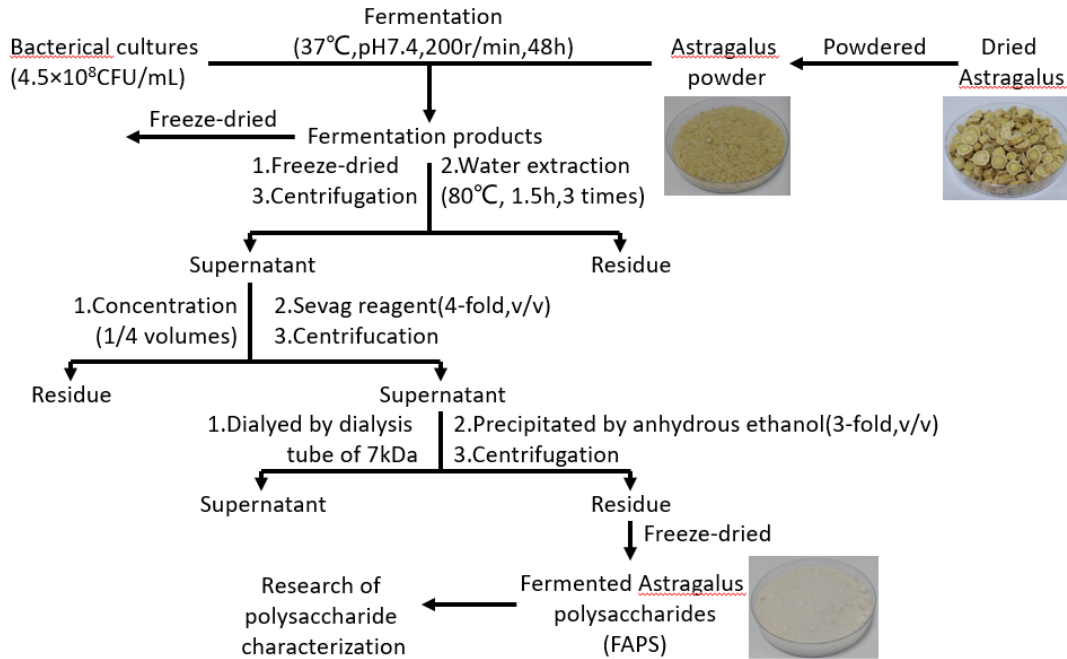 Fermentation
(37℃,pH7.4,200r/min,48h)
Bacterical cultures
(4.5×10⁸CFU/mL)
Astragalus
powder
Powdered
Dried
Astragalus
Freeze-dried
Fermentation products
1.Freeze-dried
2.Water extraction
3.Centrifugation
(80℃, 1.5h,3 times)
Supernatant
Residue
1.Concentration
(1/4 volumes)
2.Sevag reagent(4-fold,v/v)
3.Centrifucation
Residue
Supernatant
1.Dialyed by dialysis
tube of 7kDa
2.Precipitated by anhydrous ethanol(3-fold,v/v)
3.Centrifugation
Supernatant
Residue
Freeze-dried
Research of
polysaccharide
characterization
Fermented Astragalus
polysaccharides
(FAPS)